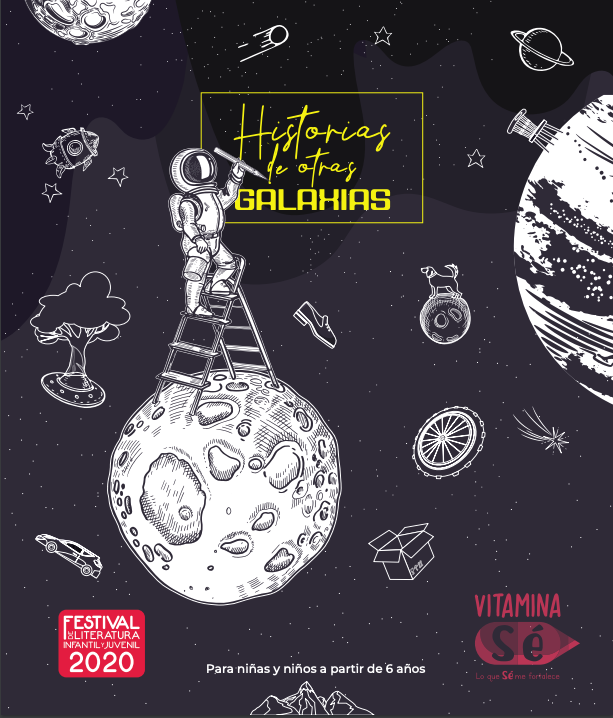 Historias
de otras
GALAXIAS
FESTIVAL
DE LITERATURA
INFANTIL Y JUVENIL
2020
Para niñas y niños a partir de 6 años
VITAMINA
Sé
Lo que Sé me fortalece